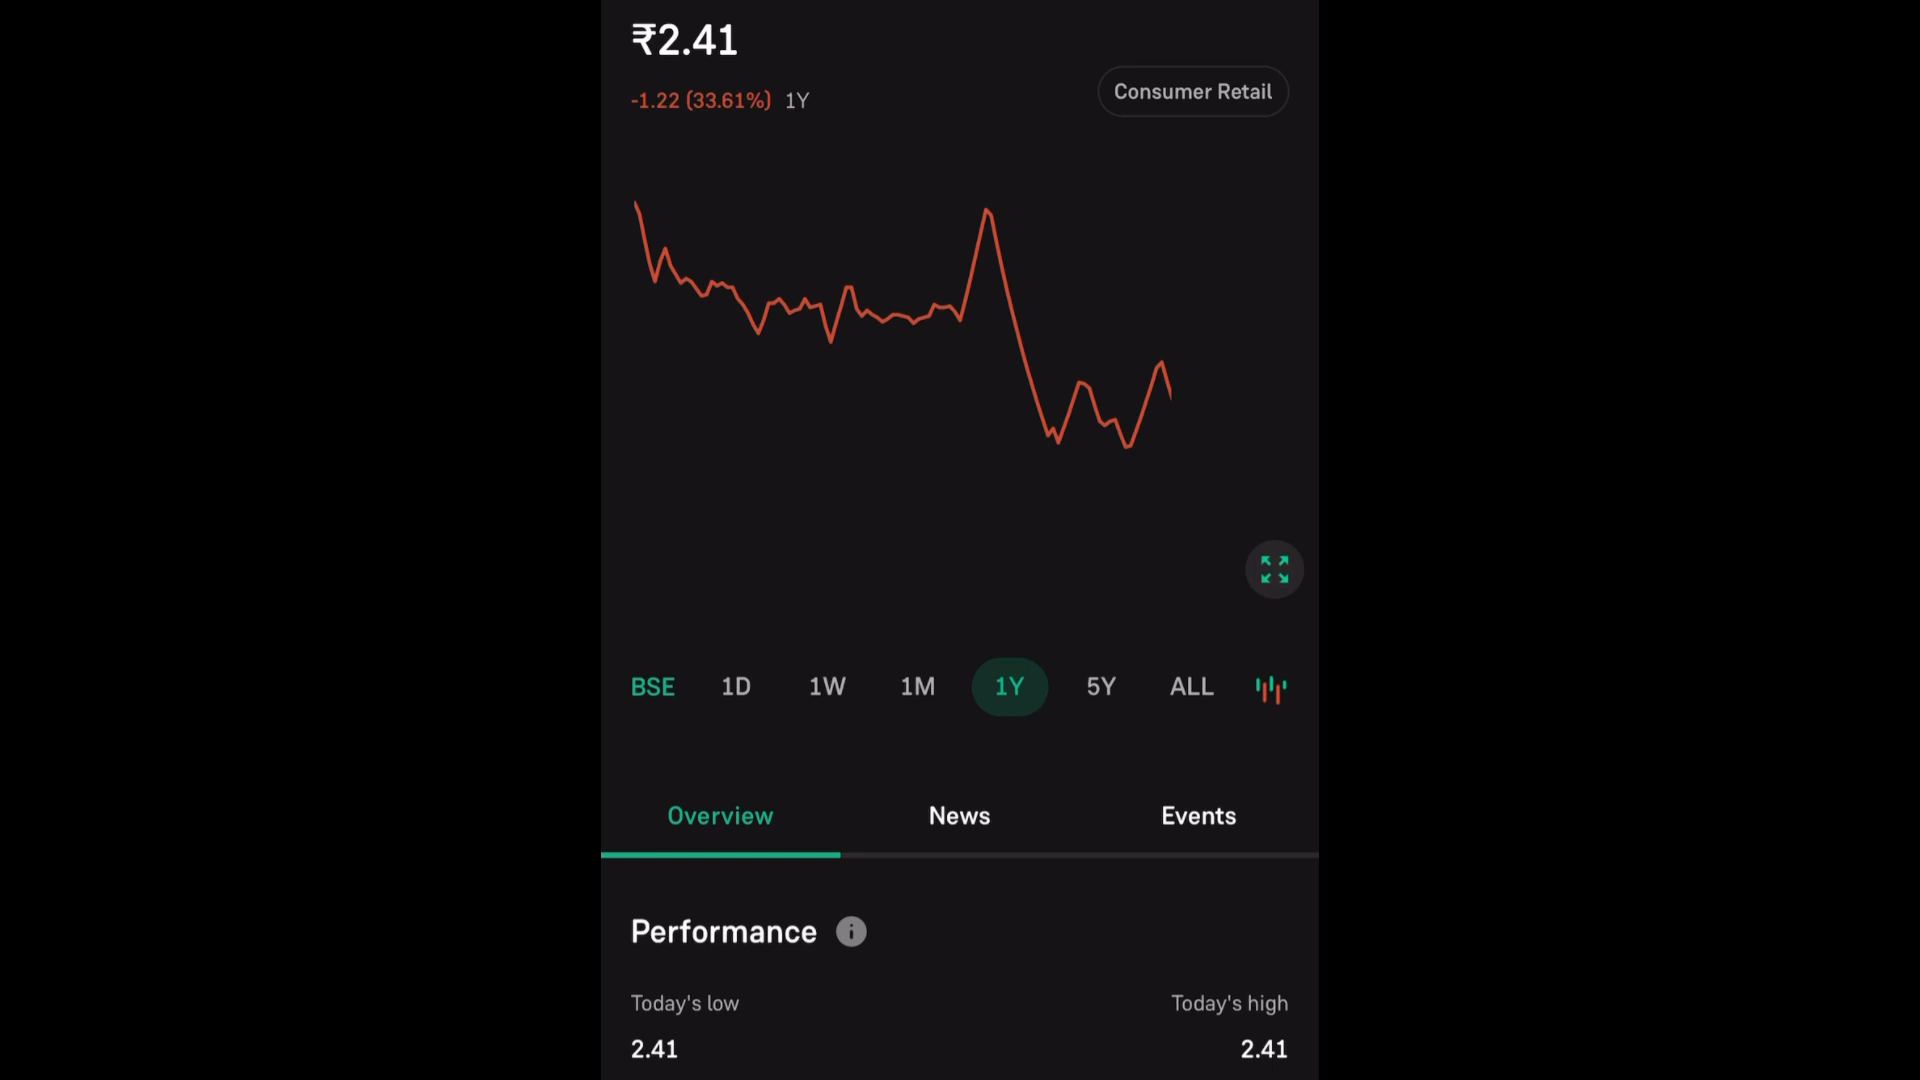 ₹2.41
-1.22 (33.61%) 1Y
Consumer Retail
BSE 1D 1W 1M 1Y 5Y ALL
Overview News Events
Performance i
Today's low Today's high
2.41 2.41